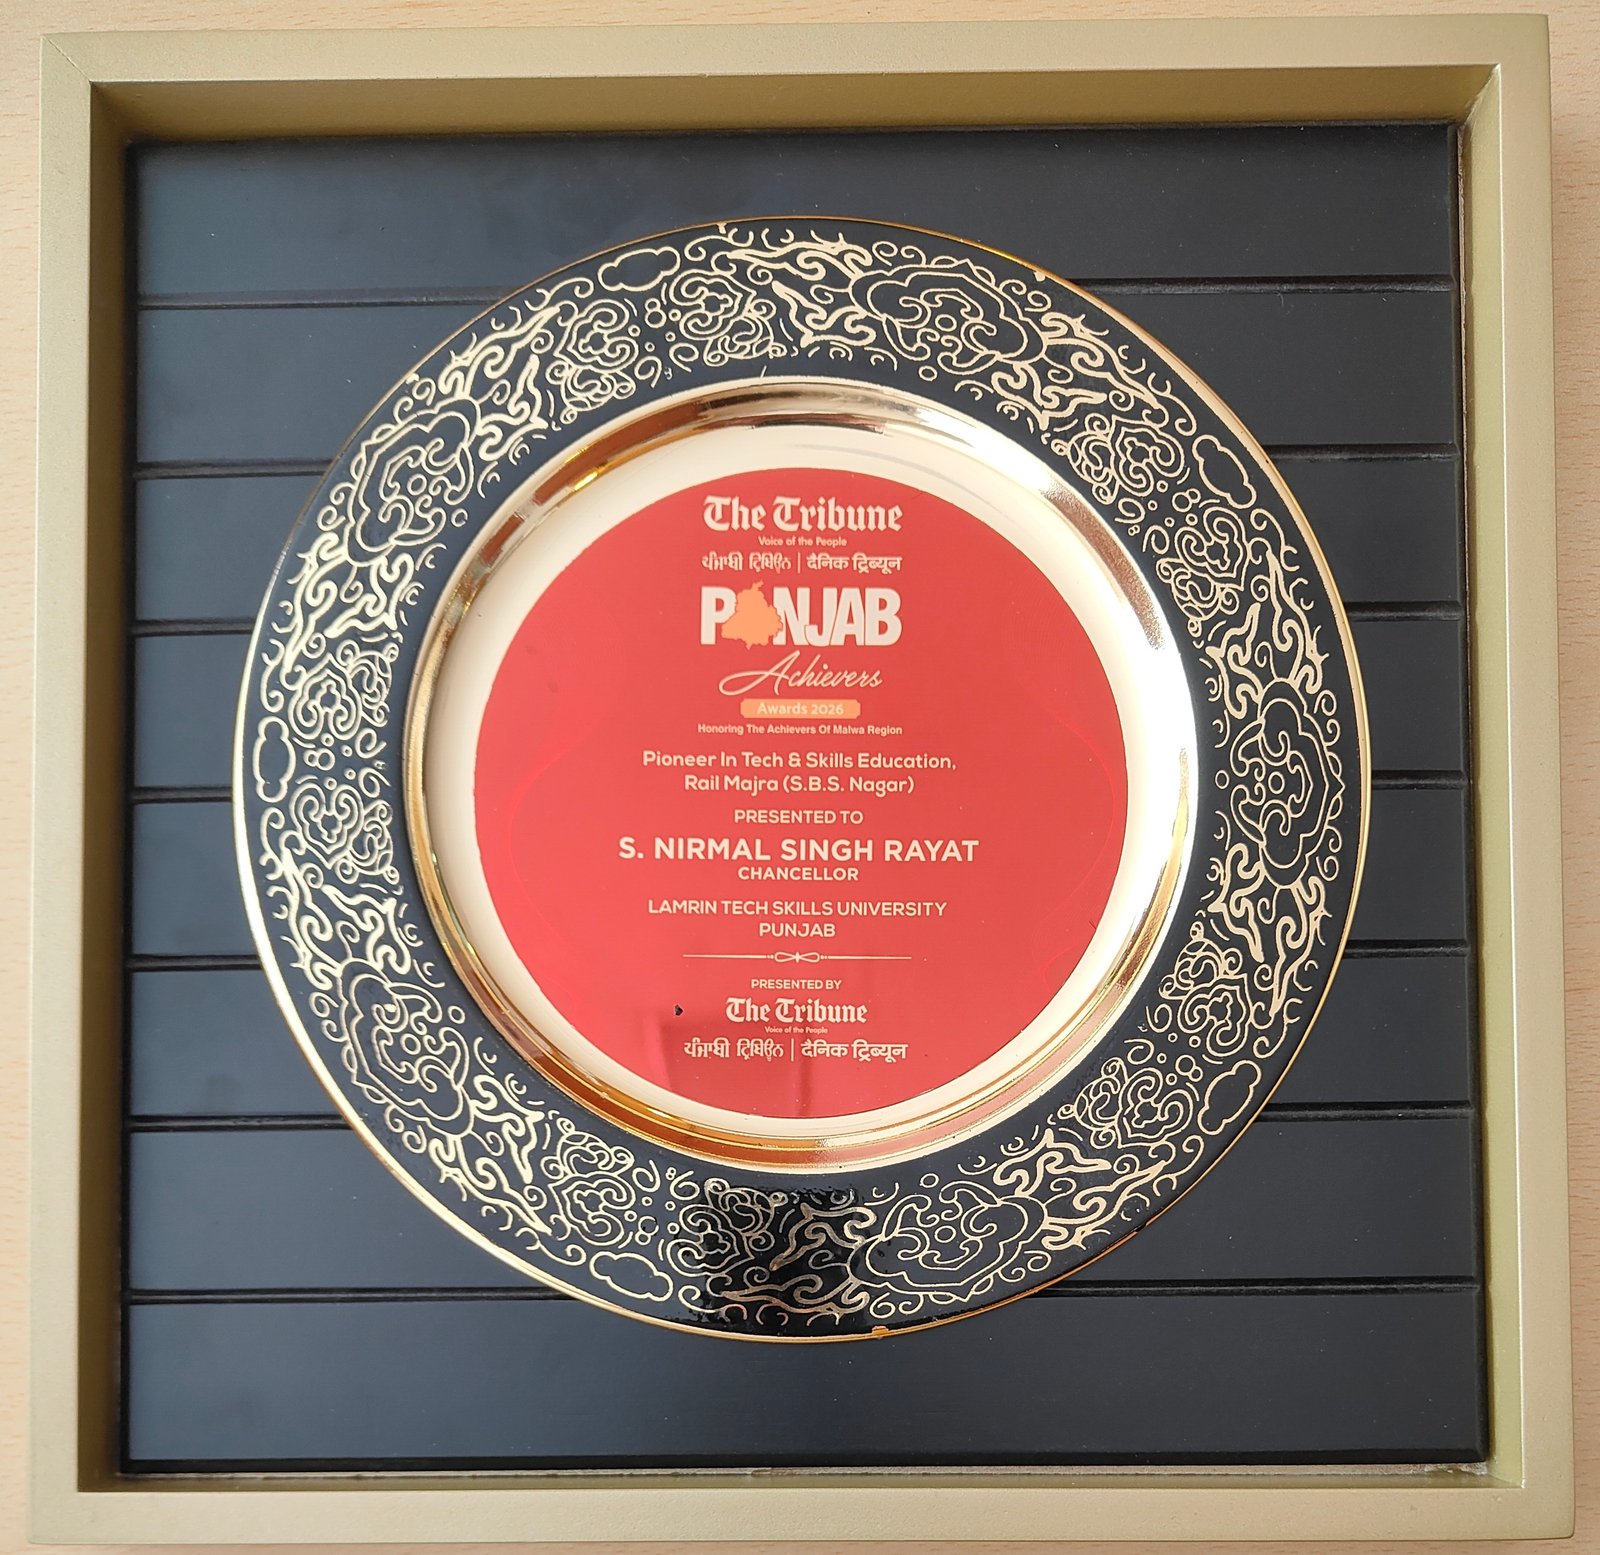 The Tribune
Voice of the People
ਪੰਜਾਬੀ ਟ੍ਰਿਬਿਊਨ | दैनिक ट्रिब्यून
PUNJAB
Achievers
Awards 2026
Honoring The Achievers Of Malwa Region
Pioneer In Tech & Skills Education,
Rail Majra (S.B.S. Nagar)
PRESENTED TO
S. NIRMAL SINGH RAYAT
CHANCELLOR
LAMRIN TECH SKILLS UNIVERSITY
PUNJAB
PRESENTED BY
The Tribune
Voice of the People
ਪੰਜਾਬੀ ਟ੍ਰਿਬਿਊਨ | दैनिक ट्रिब्यून